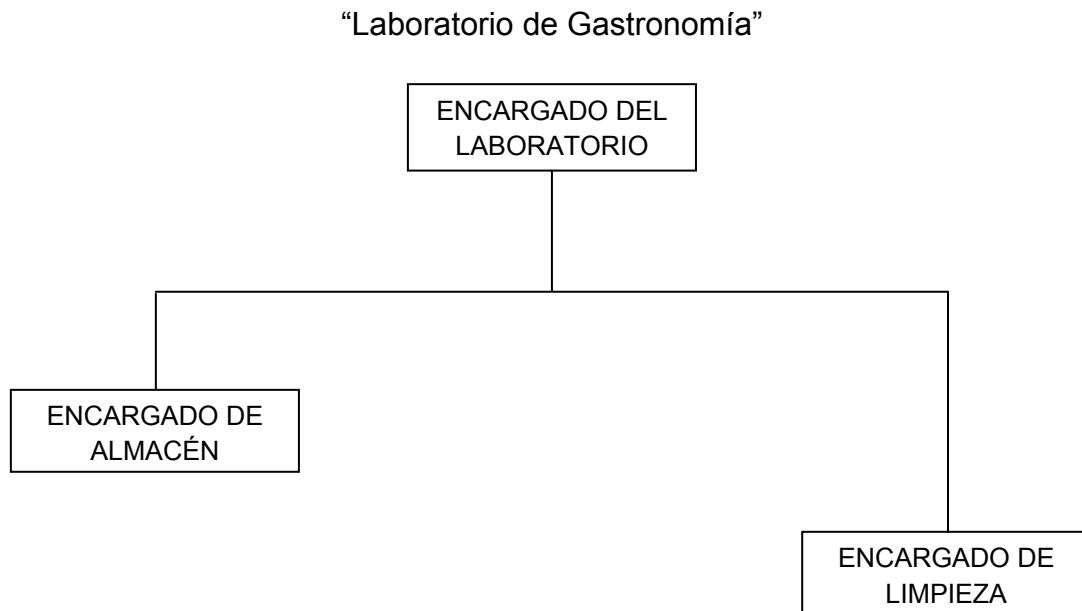 “Laboratorio de Gastronomía”
ENCARGADO DEL
LABORATORIO
ENCARGADO DE
ALMACÉN
ENCARGADO DE
LIMPIEZA